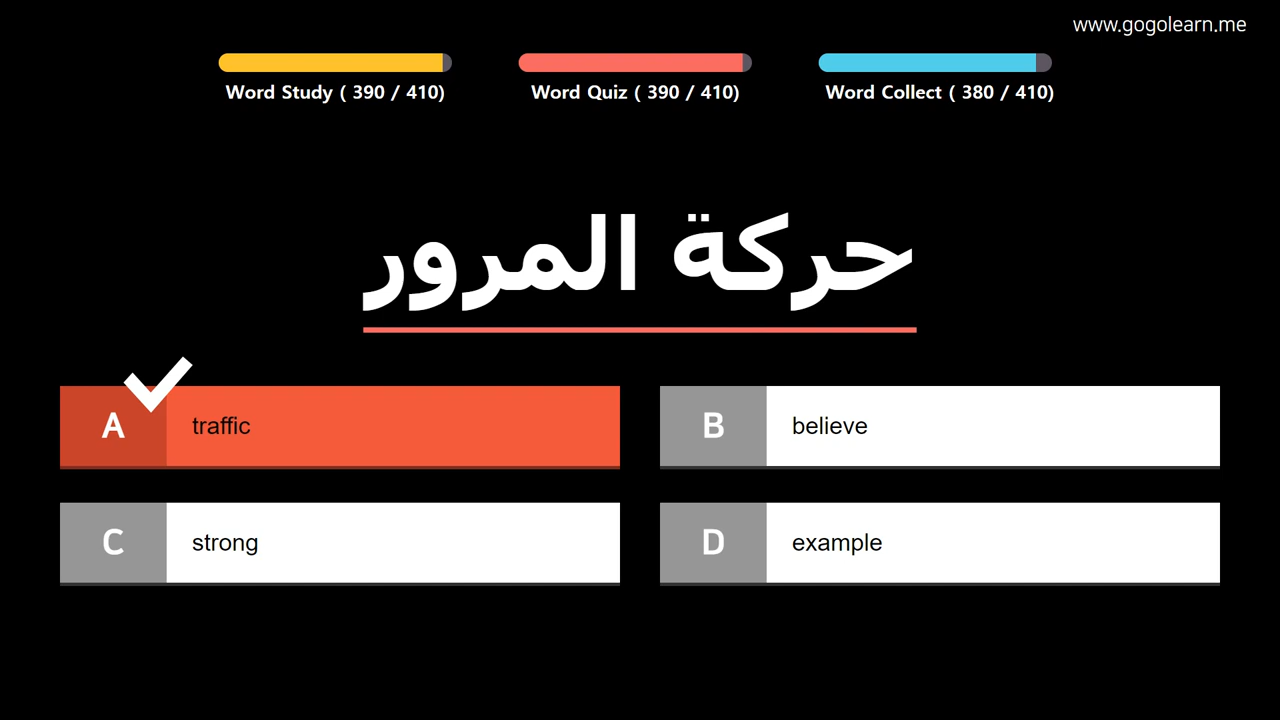 www.gogolearn.me
Word Study ( 390 / 410)
Word Quiz ( 390 / 410)
Word Collect ( 380 / 410)
حركة المرور
A traffic
B believe
C strong
D example